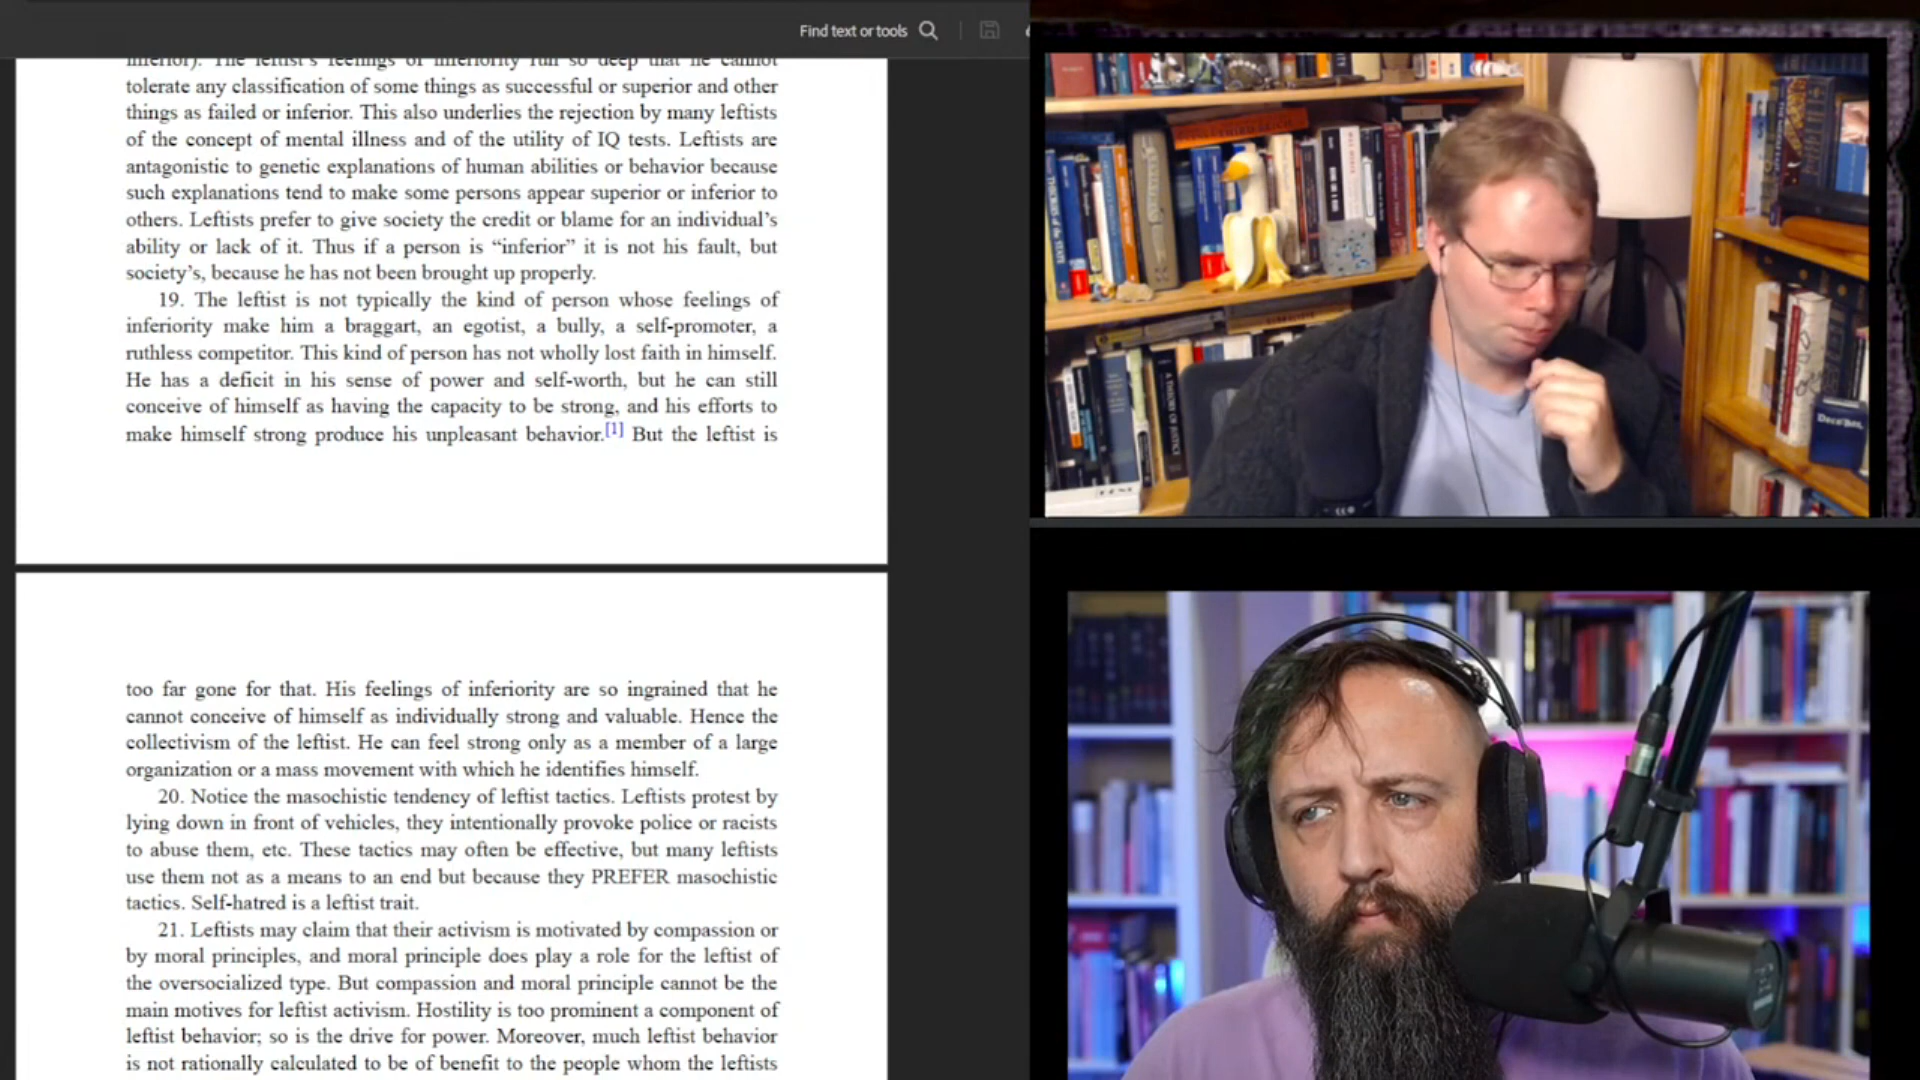 Find text or tools
inferior). The leftist's feelings of inferiority run so deep that he cannot
tolerate any classification of some things as successful or superior and other
things as failed or inferior. This also underlies the rejection by many leftists
of the concept of mental illness and of the utility of IQ tests. Leftists are
antagonistic to genetic explanations of human abilities or behavior because
such explanations tend to make some persons appear superior or inferior to
others. Leftists prefer to give society the credit or blame for an individual’s
ability or lack of it. Thus if a person is “inferior” it is not his fault, but
society’s, because he has not been brought up properly.
19. The leftist is not typically the kind of person whose feelings of
inferiority make him a braggart, an egotist, a bully, a self-promoter, a
ruthless competitor. This kind of person has not wholly lost faith in himself.
He has a deficit in his sense of power and self-worth, but he can still
conceive of himself as having the capacity to be strong, and his efforts to
make himself strong produce his unpleasant behavior.[1] But the leftist is
too far gone for that. His feelings of inferiority are so ingrained that he
cannot conceive of himself as individually strong and valuable. Hence the
collectivism of the leftist. He can feel strong only as a member of a large
organization or a mass movement with which he identifies himself.
20. Notice the masochistic tendency of leftist tactics. Leftists protest by
lying down in front of vehicles, they intentionally provoke police or racists
to abuse them, etc. These tactics may often be effective, but many leftists
use them not as a means to an end but because they PREFER masochistic
tactics. Self-hatred is a leftist trait.
21. Leftists may claim that their activism is motivated by compassion or
by moral principles, and moral principle does play a role for the leftist of
the oversocialized type. But compassion and moral principle cannot be the
main motives for leftist activism. Hostility is too prominent a component of
leftist behavior; so is the drive for power. Moreover, much leftist behavior
is not rationally calculated to be of benefit to the people whom the leftists
A THEORY OF JUSTICE